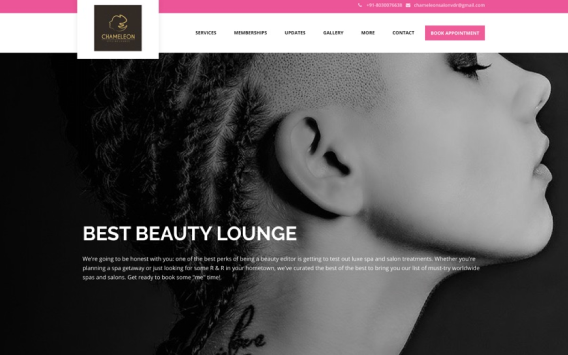 chameleonsalonvdr@gmail.com
CHAMELEON
SERVICES MEMBERSHIPS UPDATES GALLERY MORE CONTACT BOOK APPOINTMENT
BEST BEAUTY LOUNGE
We're going to be honest with you: one of the best perks of being a beauty editor is getting to test out luxe spa and salon treatments. Whether you're
planning a spa getaway or just looking for some R & R in your hometown, we've curated the best of the best to bring you our list of must-try worldwide
spas and salons. Get ready to book some "me" time!.
love